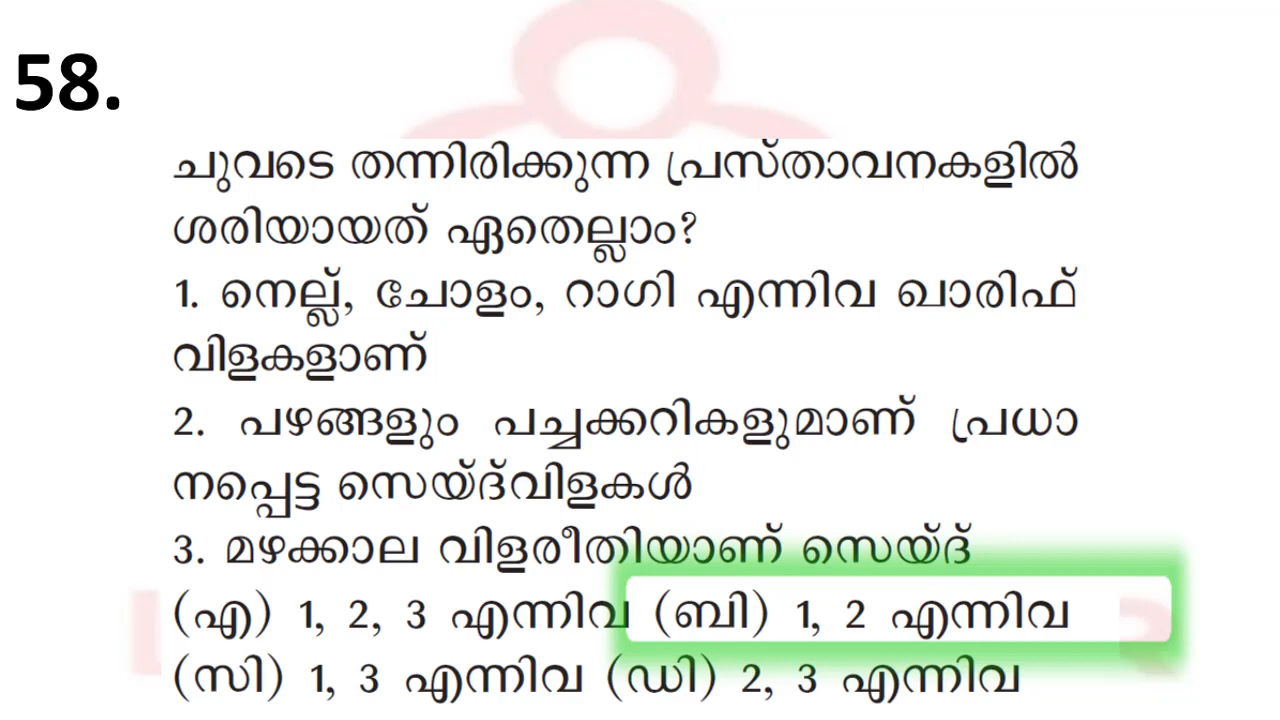 58.
ചുവടെ തന്നിരിക്കുന്ന പ്രസ്താവനകളിൽ
ശരിയായത് ഏതെല്ലാം?
1. നെല്ല്, ചോളം, റാഗി എന്നിവ ഖാരിഫ്
വിളകളാണ്
2. പഴങ്ങളും പച്ചക്കറികളുമാണ് പ്രധാ
നപ്പെട്ട സെയ്ദ്‌വിളകൾ
3. മഴക്കാല വിളരീതിയാണ് സെയ്ദ്
(എ) 1, 2, 3 എന്നിവ (ബി) 1, 2 എന്നിവ
(സി) 1, 3 എന്നിവ (ഡി) 2, 3 എന്നിവ